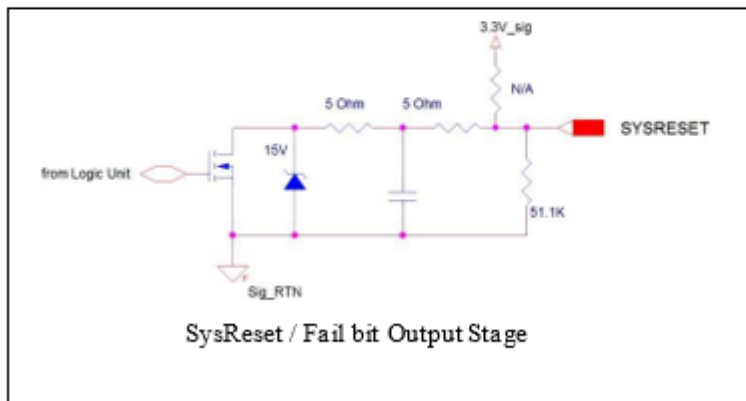 3.3V_sig
N/A
5 Ohm
5 Ohm
SYSRESET
15V
from Logic Unit
51.1K
Sig_RTN
SysReset / Fail bit Output Stage